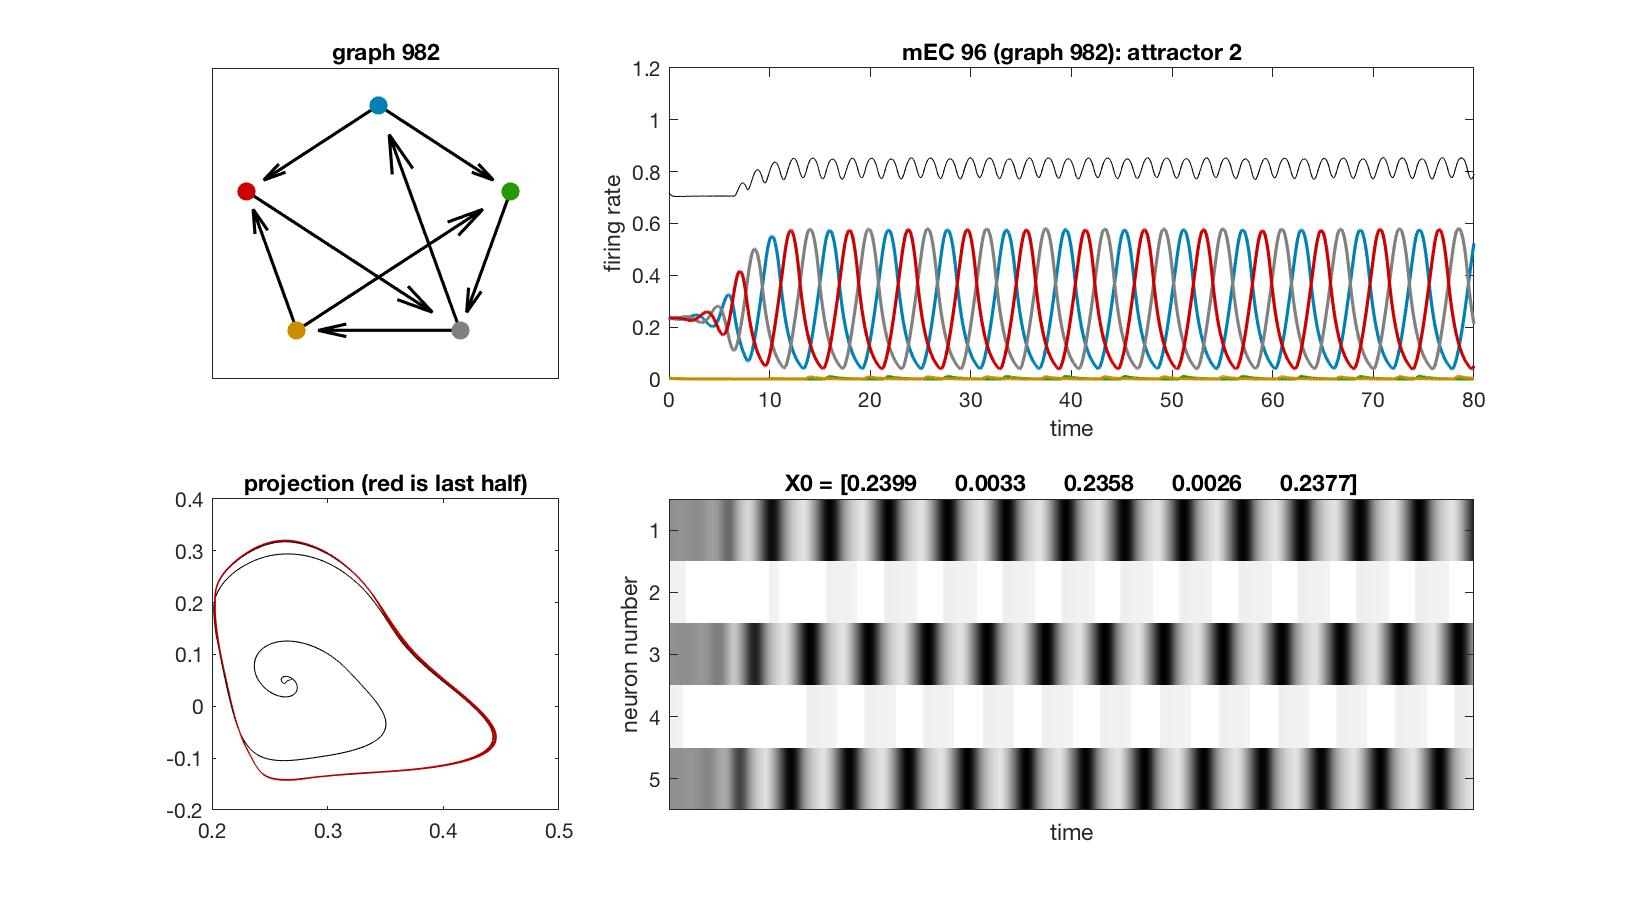 graph 982
mEC 96 (graph 982): attractor 2
1.2
1
0.8
0.6
0.4
0.2
0
firing rate
0 10 20 30 40 50 60 70 80
time
projection (red is last half)
0.4
0.3
0.2
0.1
0
-0.1
-0.2
0.2 0.3 0.4 0.5
X0 = [0.2399 0.0033 0.2358 0.0026 0.2377]
1
2
3
4
5
neuron number
time